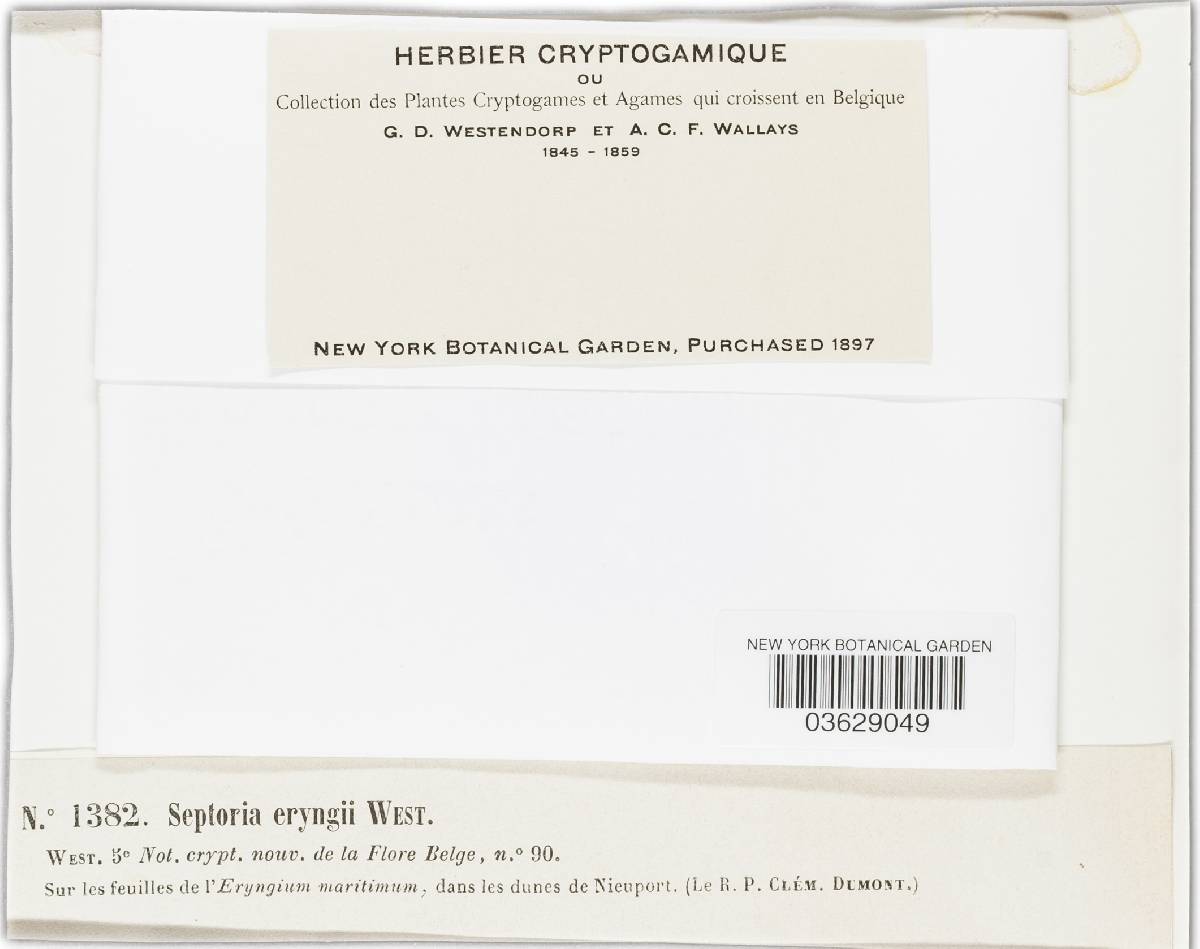 HERBIER CRYPTOGAMIQUE
OU
Collection des Plantes Cryptogames et Agames qui croissent en Belgique
G. D. WESTENDORP ET A. C. F. WALLAYS
1845 - 1859
NEW YORK BOTANICAL GARDEN, PURCHASED 1897
NEW YORK BOTANICAL GARDEN
03629049
N.° 1382. Septoria eryngii WEST.
WEST. 5e Not. crypt. nouv. de la Flore Belge, n.° 90.
Sur les feuilles de l'Eryngium maritimum, dans les dunes de Nieuport. (Le R. P. CLÉM. DUMONT.)